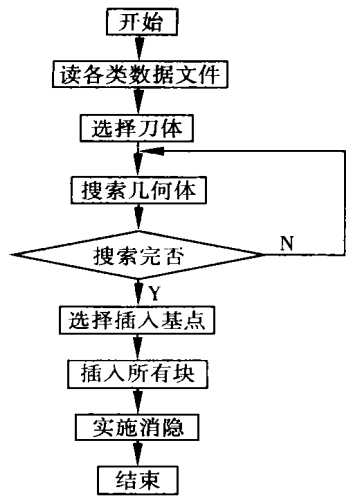 开始
读各类数据文件
选择刀体
搜索几何体
搜索完否
N
Y
选择插入基点
插入所有块
实施消隐
结束